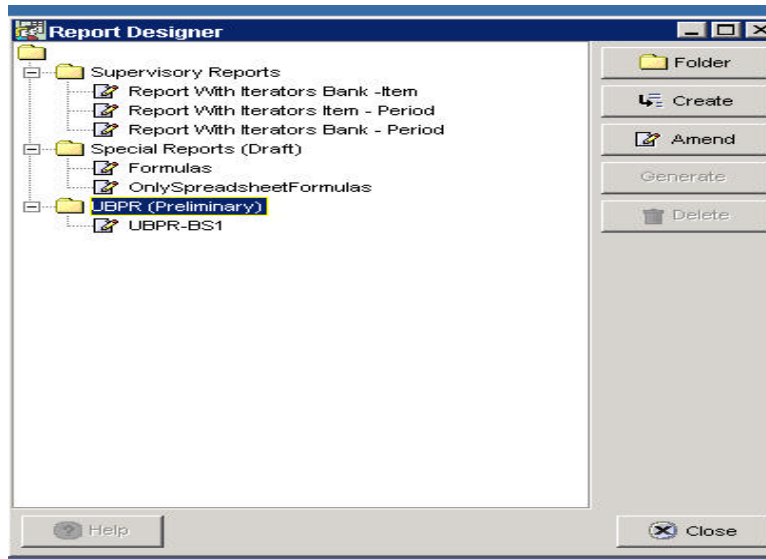 Report Designer
Supervisory Reports
Report With Iterators Bank -Item
Report With Iterators Item - Period
Report With Iterators Bank - Period
Special Reports (Draft)
Formulas
OnlySpreadsheetFormulas
UBPR (Preliminary)
UBPR-BS1
Folder
Create
Amend
Generate
Delete
Help
Close